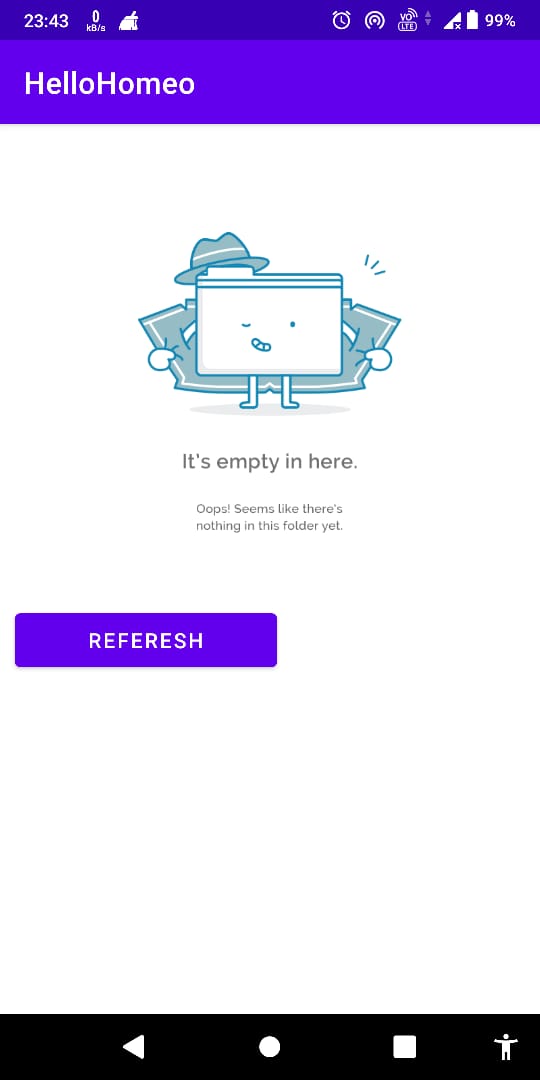 23:43 0 kB/s VO LTE 99%
HelloHomeo
It's empty in here.
Oops! Seems like there's
nothing in this folder yet.
REFERESH